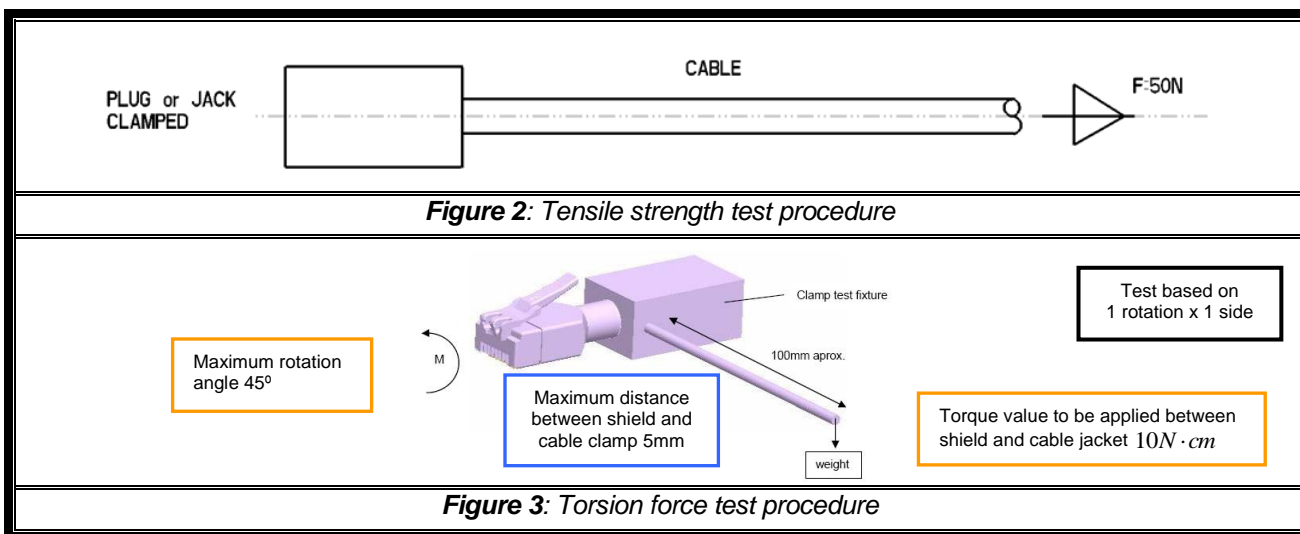 CABLE
F=50N
PLUG or JACK
CLAMPED
Figure 2: Tensile strength test procedure
Clamp test fixture
Test based on
1 rotation x 1 side
100mm aprox.
Maximum rotation
angle 45º
M
Maximum distance
between shield and
cable clamp 5mm
Torque value to be applied between
shield and cable jacket 10N·cm
weight
Figure 3: Torsion force test procedure